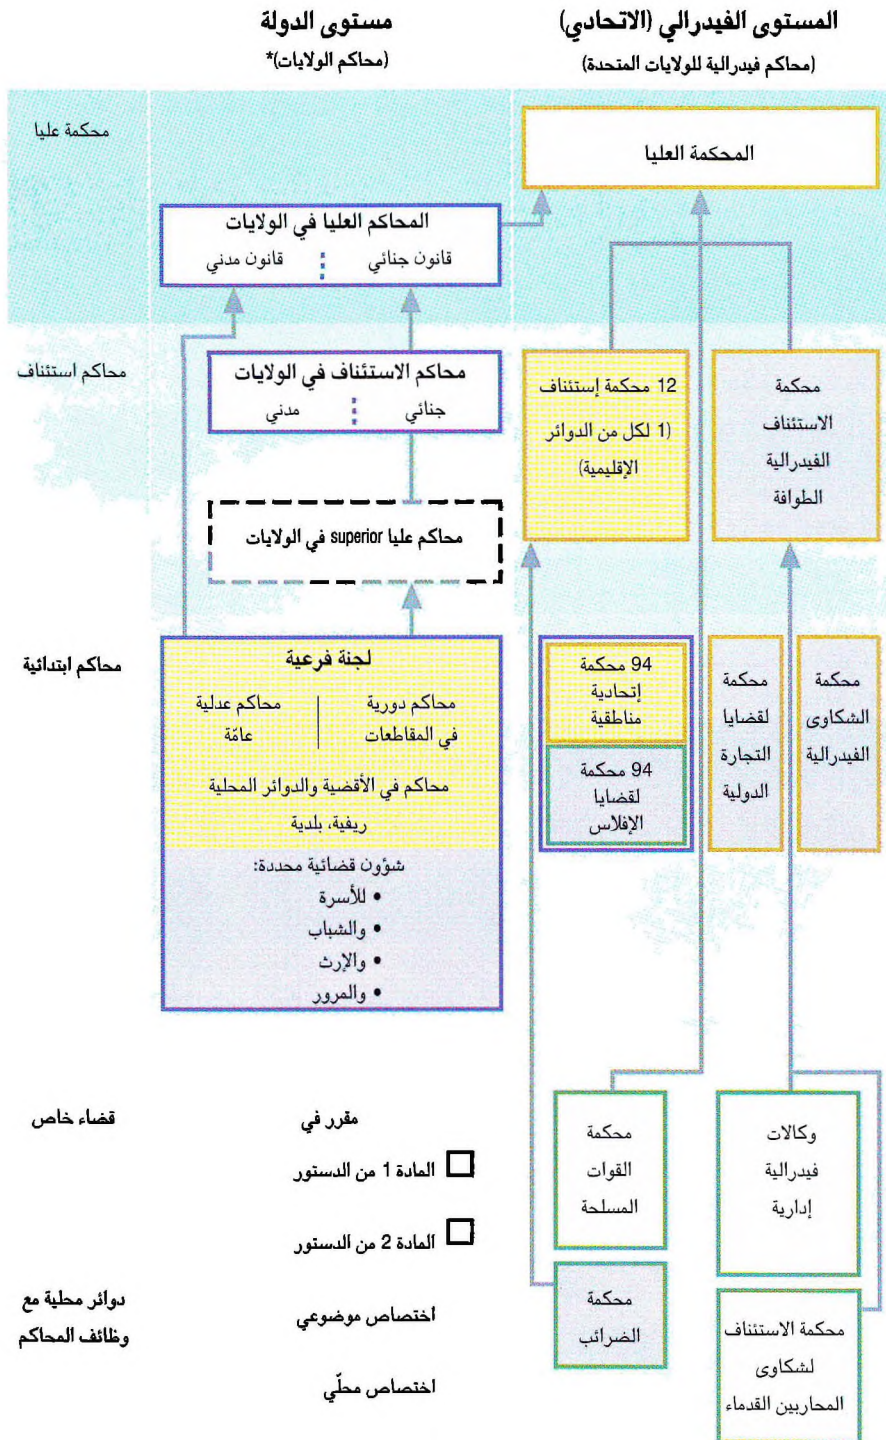 المستوى الفيدرالي (الاتحادي)
(محاكم فيدرالية للولايات المتحدة)
مستوى الدولة
(محاكم الولايات)*
محكمة عليا
المحكمة العليا
المحاكم العليا في الولايات
قانون جنائي
قانون مدني
محاكم استئناف
محكمة
الاستئناف
الفيدرالية
الطوافة
12 محكمة إستئناف
(1 لكل من الدوائر
الإقليمية)
محاكم الاستئناف في الولايات
جنائي
مدني
محاكم عليا superior في الولايات
محاكم ابتدائية
محكمة
الشكاوى
الفيدرالية
محكمة
لقضايا
التجارة
الدولية
94 محكمة
إتحادية
مناطقية
94 محكمة
لقضايا
الإفلاس
لجنة فرعية
محاكم دورية
في المقاطعات
محاكم عدلية
عامّة
محاكم في الأقضية والدوائر المحلية
ريفية، بلدية
شؤون قضائية محددة:
• للأسرة
• والشباب
• والإرث
• والمرور
وكالات
فيدرالية
إدارية
محكمة
القوات
المسلحة
محكمة الاستئناف
لشكاوى
المحاربين القدماء
محكمة
الضرائب
مقرر في
المادة 1 من الدستور
المادة 2 من الدستور
اختصاص موضوعي
اختصاص محلّي
قضاء خاص
دوائر محلية مع
وظائف المحاكم